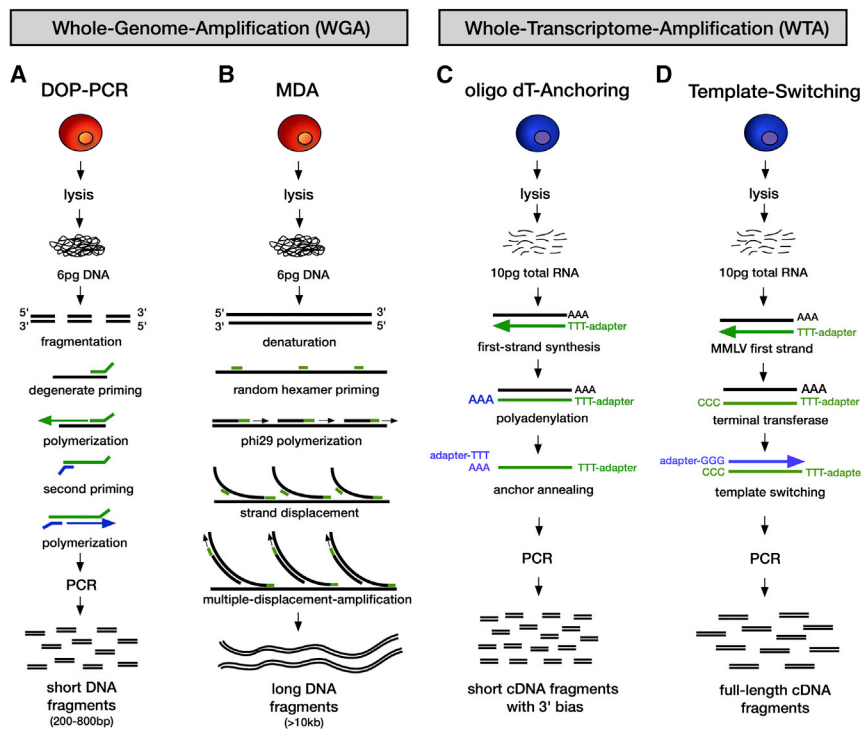 Whole-Genome-Amplification (WGA)
Whole-Transcriptome-Amplification (WTA)
A
DOP-PCR
lysis
6pg DNA
5' 3'
3' 5'
fragmentation
degenerate priming
polymerization
second priming
polymerization
PCR
short DNA
fragments
(200-800bp)
B
MDA
lysis
6pg DNA
5' 3'
3' 5'
denaturation
random hexamer priming
phi29 polymerization
strand displacement
multiple-displacement-amplification
long DNA
fragments
(>10kb)
C
oligo dT-Anchoring
lysis
10pg total RNA
AAA
TTT-adapter
first-strand synthesis
AAA
AAA TTT-adapter
polyadenylation
adapter-TTT
AAA TTT-adapter
anchor annealing
PCR
short cDNA fragments
with 3' bias
D
Template-Switching
lysis
10pg total RNA
AAA
TTT-adapter
MMLV first strand
AAA
CCC TTT-adapter
terminal transferase
adapter-GGG
CCC TTT-adapte
template switching
PCR
full-length cDNA
fragments